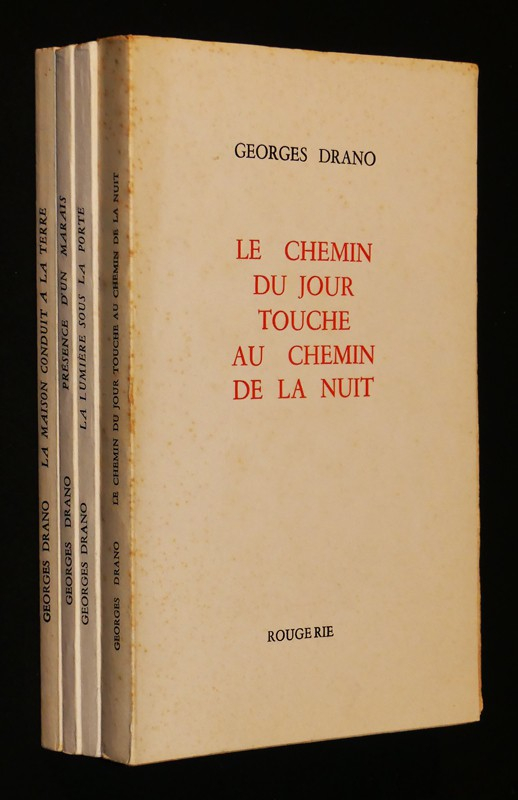 GEORGES DRANO LA MAISON CONDUIT A LA TERRE
GEORGES DRANO PRÉSENCE D'UN MARAIS
GEORGES DRANO LA LUMIÈRE SOUS LA PORTE
GEORGES DRANO LE CHEMIN DU JOUR TOUCHE AU CHEMIN DE LA NUIT
GEORGES DRANO
LE CHEMIN
DU JOUR
TOUCHE
AU CHEMIN
DE LA NUIT
ROUGERIE